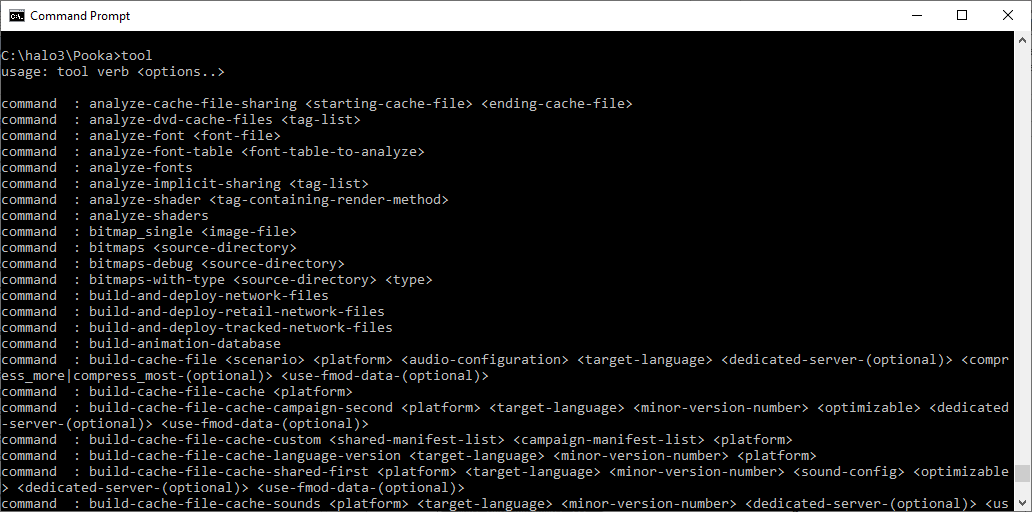 Command Prompt
C:\halo3\Pooka>tool
usage: tool verb <options..>
command  : analyze-cache-file-sharing <starting-cache-file> <ending-cache-file>
command  : analyze-dvd-cache-files <tag-list>
command  : analyze-font <font-file>
command  : analyze-font-table <font-table-to-analyze>
command  : analyze-fonts
command  : analyze-implicit-sharing <tag-list>
command  : analyze-shader <tag-containing-render-method>
command  : analyze-shaders
command  : bitmap_single <image-file>
command  : bitmaps <source-directory>
command  : bitmaps-debug <source-directory>
command  : bitmaps-with-type <source-directory> <type>
command  : build-and-deploy-network-files
command  : build-and-deploy-retail-network-files
command  : build-and-deploy-tracked-network-files
command  : build-animation-database
command  : build-cache-file <scenario> <platform> <audio-configuration> <target-language> <dedicated-server-(optional)> <compr
ess_more|compress_most-(optional)> <use-fmod-data-(optional)>
command  : build-cache-file-cache <platform>
command  : build-cache-file-cache-campaign-second <platform> <target-language> <minor-version-number> <optimizable> <dedicated
-server-(optional)> <use-fmod-data-(optional)>
command  : build-cache-file-cache-custom <shared-manifest-list> <campaign-manifest-list> <platform>
command  : build-cache-file-cache-language-version <target-language> <minor-version-number> <platform>
command  : build-cache-file-cache-shared-first <platform> <target-language> <minor-version-number> <sound-config> <optimizable
> <dedicated-server-(optional)> <use-fmod-data-(optional)>
command  : build-cache-file-cache-sounds <platform> <target-language> <minor-version-number> <dedicated-server-(optional)> <us